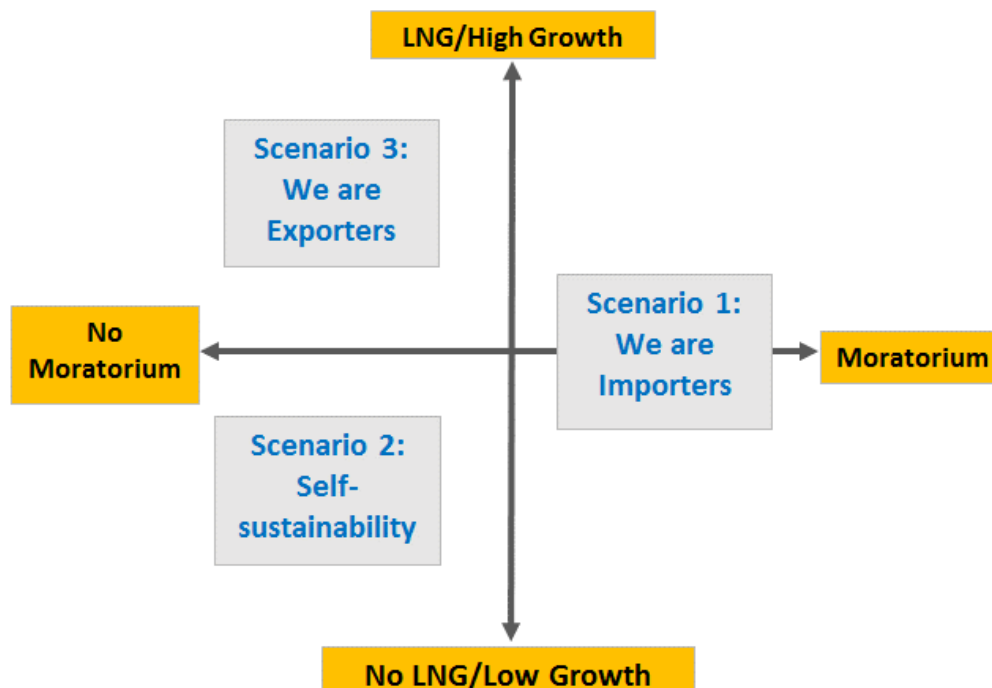 LNG/High Growth
Scenario 3:
We are
Exporters
Scenario 1:
We are
Importers
No
Moratorium
Moratorium
Scenario 2:
Self-
sustainability
No LNG/Low Growth